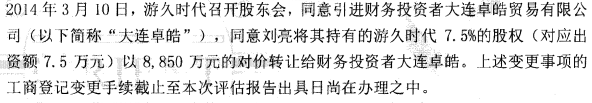 2014 年 3 月 10 日，游久时代召开股东会，同意引进财务投资者大连卓皓贸易有限公
司（以下简称“大连卓皓”），同意刘亮将其持有的游久时代 7.5%的股权（对应出
资额 7.5 万元）以 8,850 万元的对价转让给财务投资者大连卓皓。上述变更事项的
工商登记变更手续截止至本次评估报告出具日尚在办理之中。